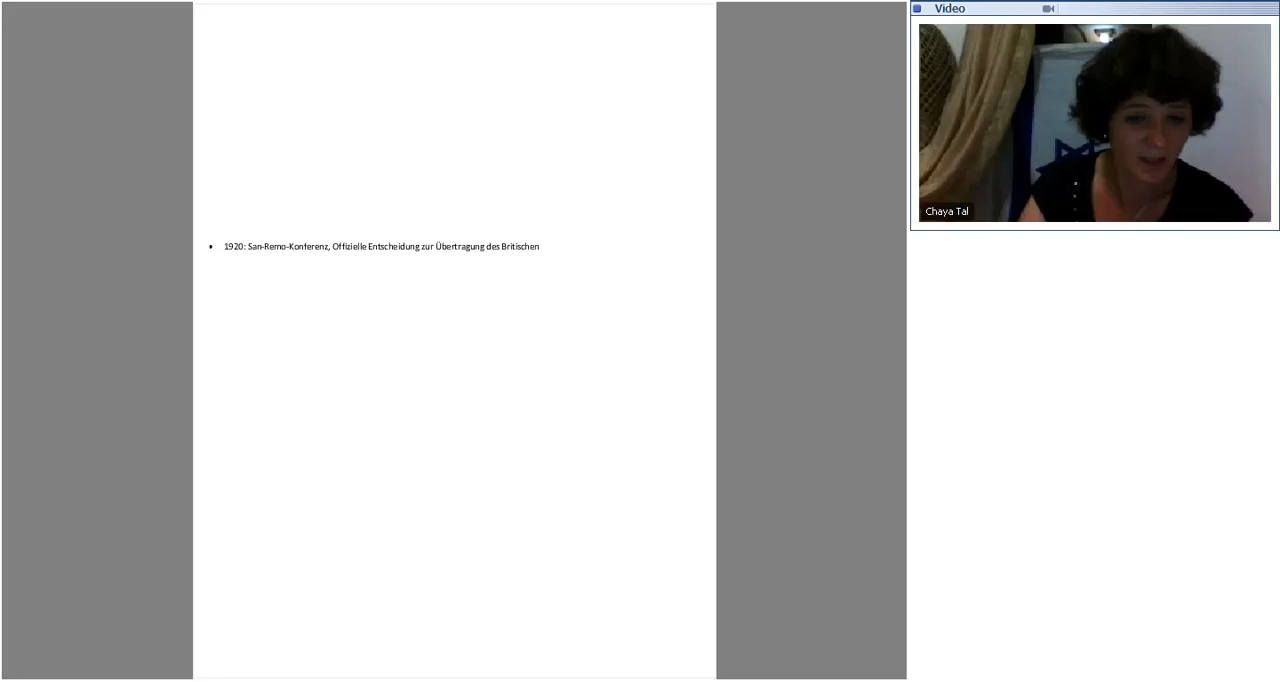 Video
Chaya Tal
• 1920: San-Remo-Konferenz, Offizielle Entscheidung zur Übertragung des Britischen